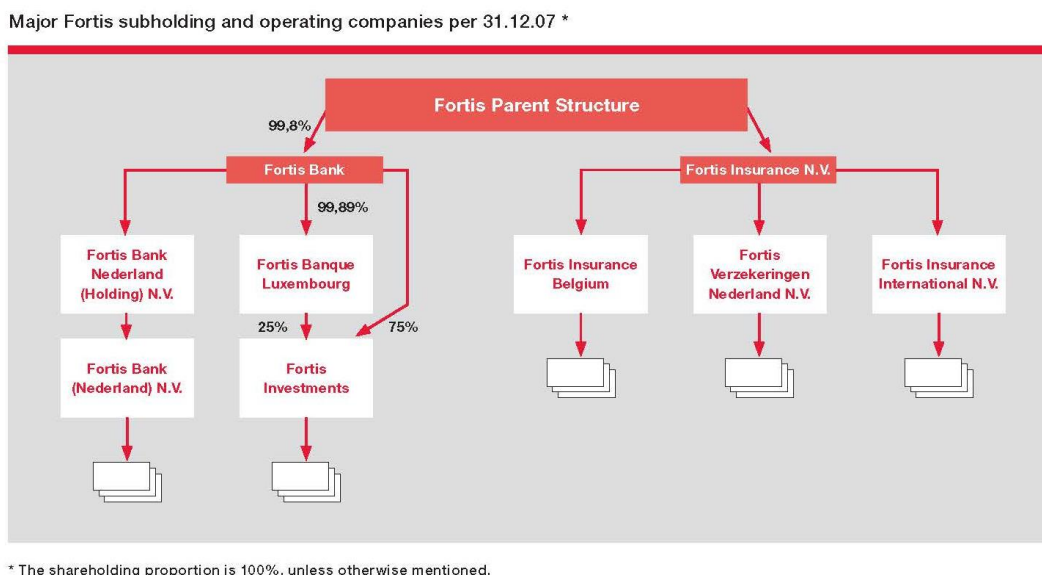 Major Fortis subholding and operating companies per 31.12.07 *
Fortis Parent Structure
99,8%
Fortis Bank
Fortis Insurance N.V.
99,89%
Fortis Bank
Nederland
(Holding) N.V.
Fortis Banque
Luxembourg
Fortis Insurance
Belgium
Fortis
Verzekeringen
Nederland N.V.
Fortis Insurance
International N.V.
25%
75%
Fortis Bank
(Nederland) N.V.
Fortis
Investments
* The shareholding proportion is 100%, unless otherwise mentioned.